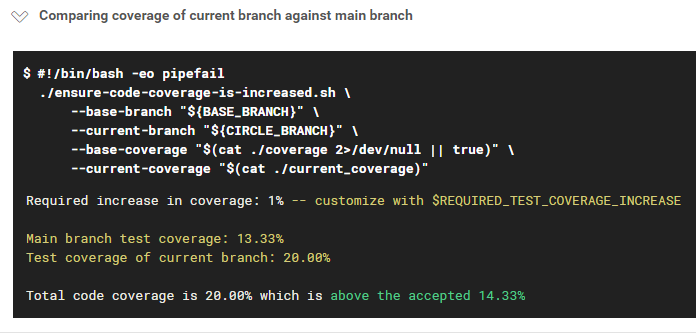 Comparing coverage of current branch against main branch
$ #!/bin/bash -eo pipefail
./ensure-code-coverage-is-increased.sh \
--base-branch "${BASE_BRANCH}" \
--current-branch "${CIRCLE_BRANCH}" \
--base-coverage "$(cat ./coverage 2>/dev/null || true)" \
--current-coverage "$(cat ./current_coverage)"
Required increase in coverage: 1% -- customize with $REQUIRED_TEST_COVERAGE_INCREASE
Main branch test coverage: 13.33%
Test coverage of current branch: 20.00%
Total code coverage is 20.00% which is above the accepted 14.33%